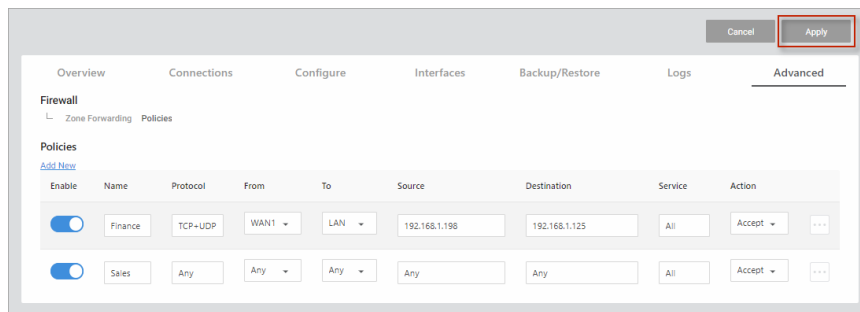 Cancel Apply
Overview Connections Configure Interfaces Backup/Restore Logs Advanced
Firewall
Zone Forwarding Policies
Policies
Add New
Enable Name Protocol From To Source Destination Service Action
Finance TCP+UDP WAN1 LAN 192.168.1.198 192.168.1.125 All Accept
Sales Any Any Any Any Any All Accept